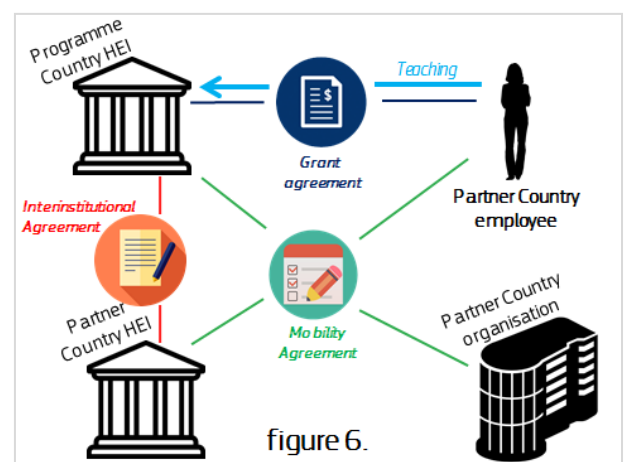 Programme
Country HEI
Teaching
Grant
agreement
Partner Country
employee
Interinstitutional
Agreement
Partner
Country HEI
Mobility
Agreement
Partner Country
organisation
figure 6.
$